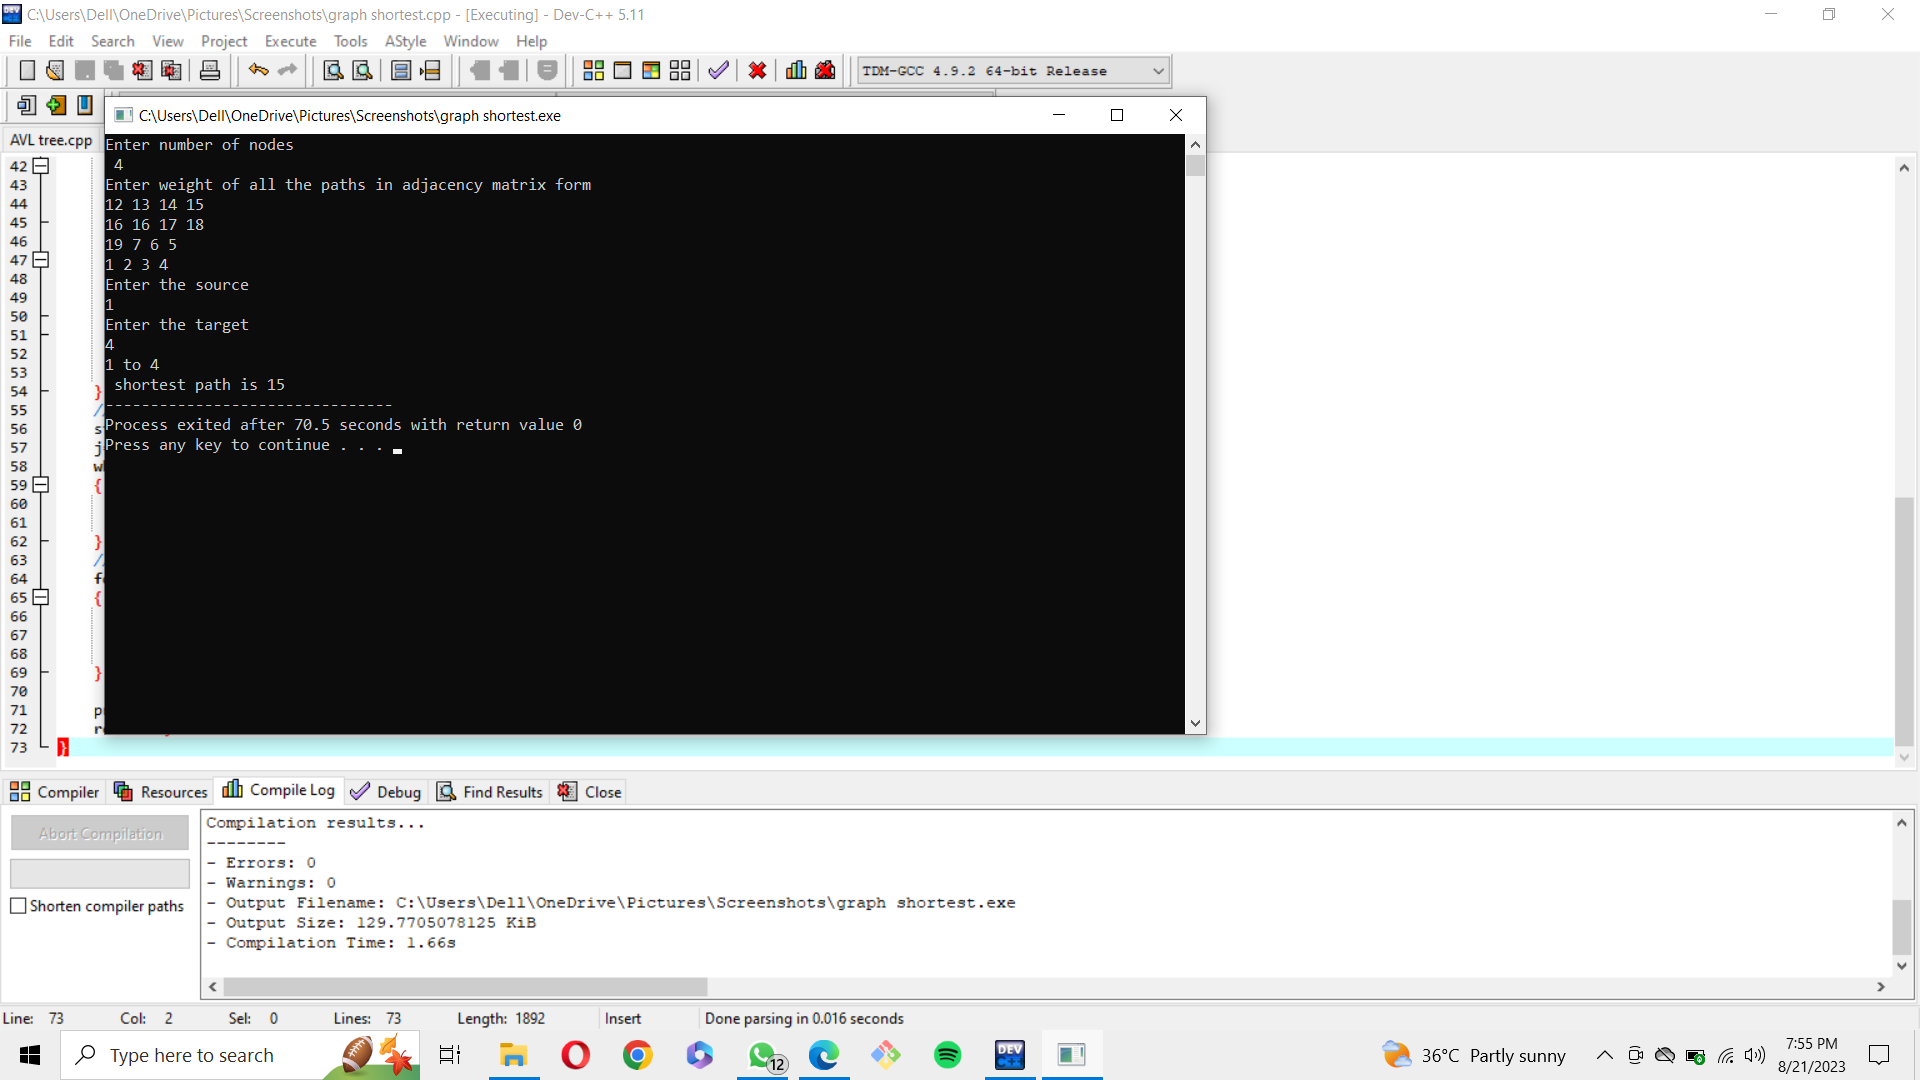 C:\Users\Dell\OneDrive\Pictures\Screenshots\graph shortest.cpp - [Executing] - Dev-C++ 5.11
File Edit Search View Project Execute Tools AStyle Window Help
TDM-GCC 4.9.2 64-bit Release
C:\Users\Dell\OneDrive\Pictures\Screenshots\graph shortest.exe
AVL tree.cpp
Enter number of nodes
4
Enter weight of all the paths in adjacency matrix form
12 13 14 15
16 16 17 18
19 7 6 5
1 2 3 4
Enter the source
1
Enter the target
4
1 to 4
shortest path is 15
--------------------------------
Process exited after 70.5 seconds with return value 0
Press any key to continue . . .
42
43
44
45
46
47
48
49
50
51
52
53
54 }
55
56
57
58
59 {
60
61
62 }
63
64
65 {
66
67
68
69 }
70
71
72
73 }
Compiler Resources Compile Log Debug Find Results Close
Abort Compilation
Shorten compiler paths
Compilation results...
--------
- Errors: 0
- Warnings: 0
- Output Filename: C:\Users\Dell\OneDrive\Pictures\Screenshots\graph shortest.exe
- Output Size: 129.7705078125 KiB
- Compilation Time: 1.66s
Line: 73 Col: 2 Sel: 0 Lines: 73 Length: 1892 Insert Done parsing in 0.016 seconds
Type here to search
12
DEV C++
36°C Partly sunny
7:55 PM
8/21/2023